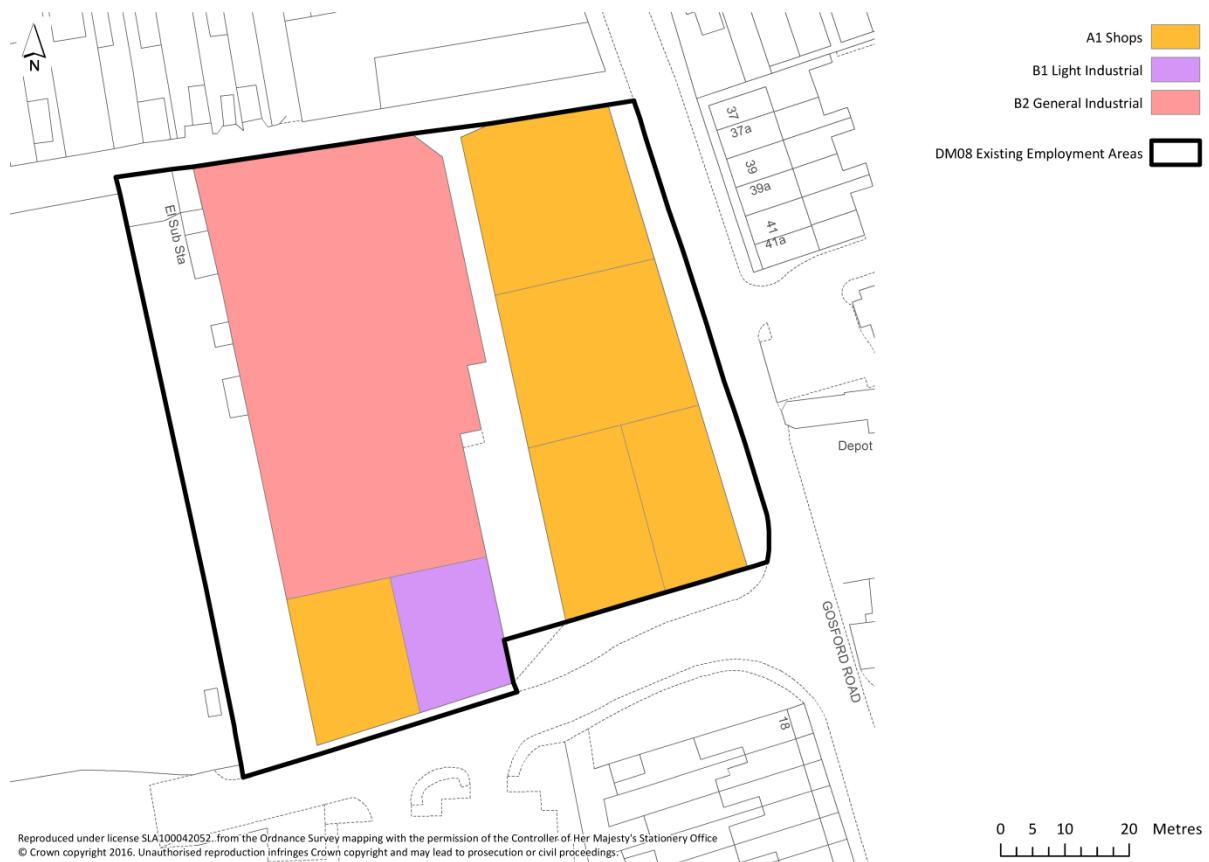 N
A1 Shops
B1 Light Industrial
B2 General Industrial
DM08 Existing Employment Areas
37
37a
39
39a
41
41a
El Sub Sta
Depot
GOSFORD ROAD
18
Reproduced under license SLA100042052. from the Ordnance Survey mapping with the permission of the Controller of Her Majesty's Stationery Office
© Crown copyright 2016. Unauthorised reproduction infringes Crown copyright and may lead to prosecution or civil proceedings.
0 5 10 20 Metres